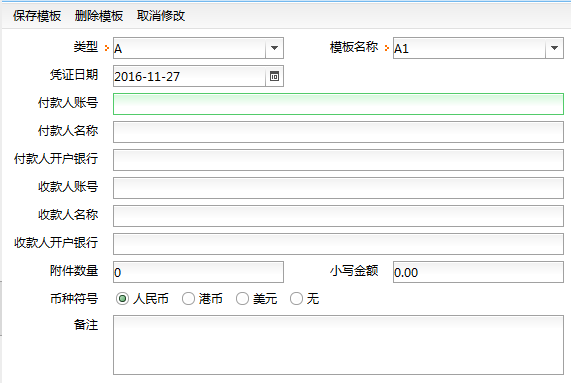 保存模板 删除模板 取消修改
类型 A 模板名称 A1
凭证日期 2016-11-27
付款人账号
付款人名称
付款人开户银行
收款人账号
收款人名称
收款人开户银行
附件数量 0 小写金额 0.00
币种符号 人民币 港币 美元 无
备注